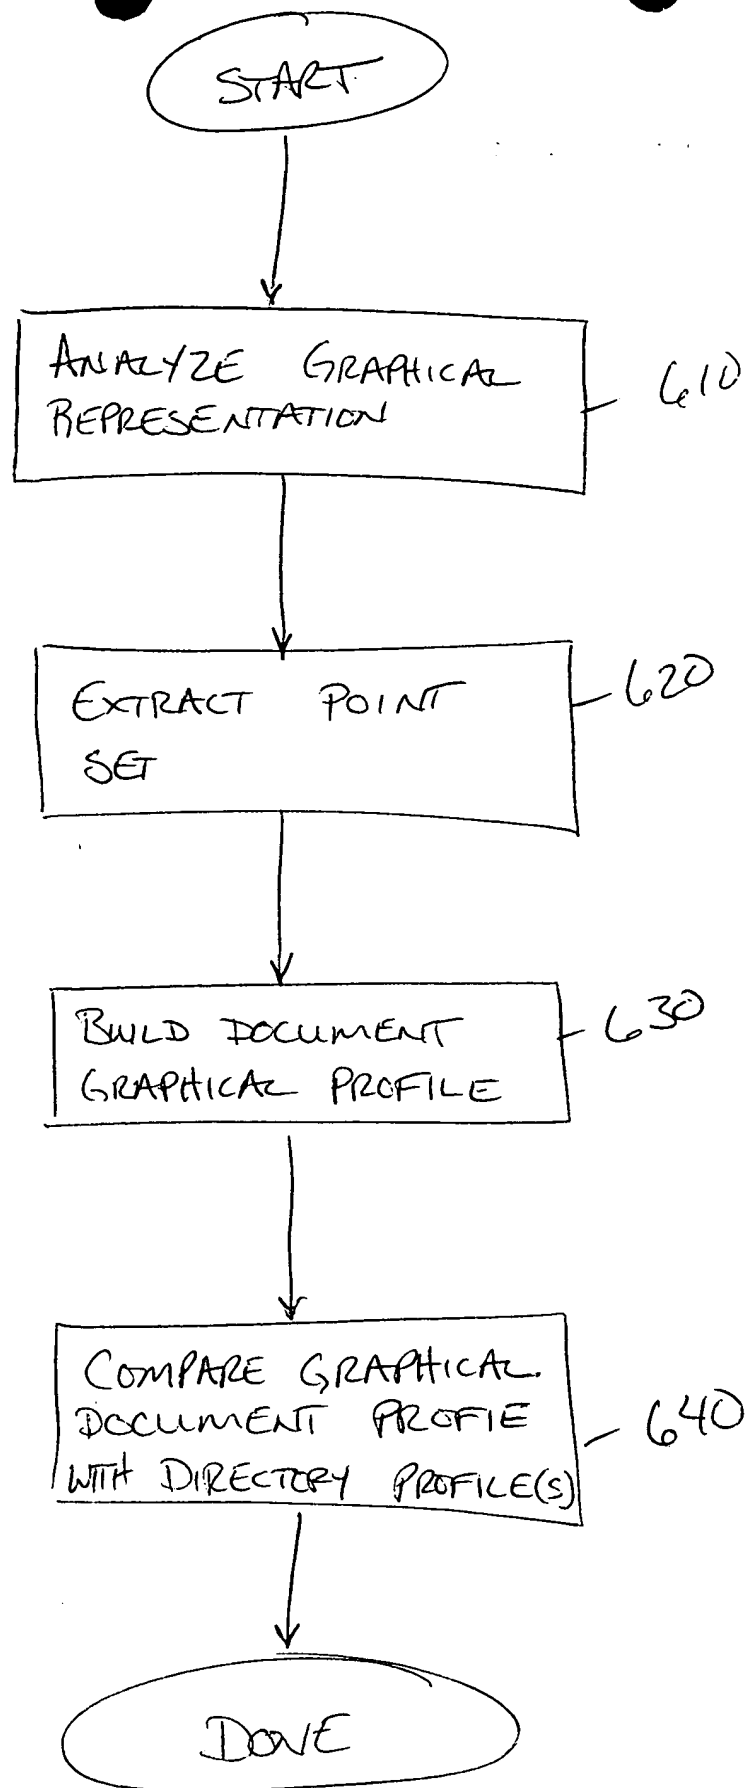 START
ANALYZE GRAPHICAL
REPRESENTATION
610
EXTRACT POINT
SET
620
BUILD DOCUMENT
GRAPHICAL PROFILE
630
COMPARE GRAPHICAL
DOCUMENT PROFIE
WITH DIRECTORY PROFILE(S)
640
DONE